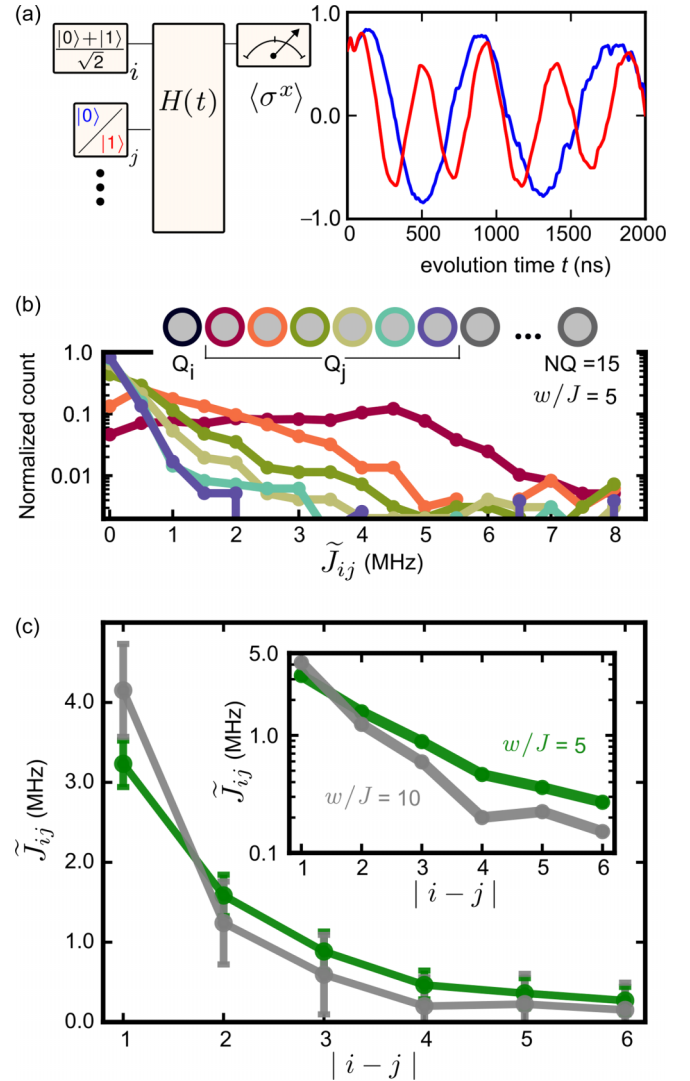 (a)
|0⟩+|1⟩
√2
i
|0⟩
|1⟩
j
H(t)
⟨σˣ⟩
1.0
0.0
−1.0
0 500 1000 1500 2000
evolution time t (ns)
(b)
Q_i
Q_j
NQ =15
w/J = 5
Normalized count
1.0
0.1
0.01
0 1 2 3 4 5 6 7 8
J̃_ij (MHz)
(c)
J̃_ij (MHz)
4.0
3.0
2.0
1.0
0.0
1 2 3 4 5 6
| i − j |
J̃_ij (MHz)
5.0
1.0
0.1
w/J = 5
w/J = 10
1 2 3 4 5 6
| i − j |